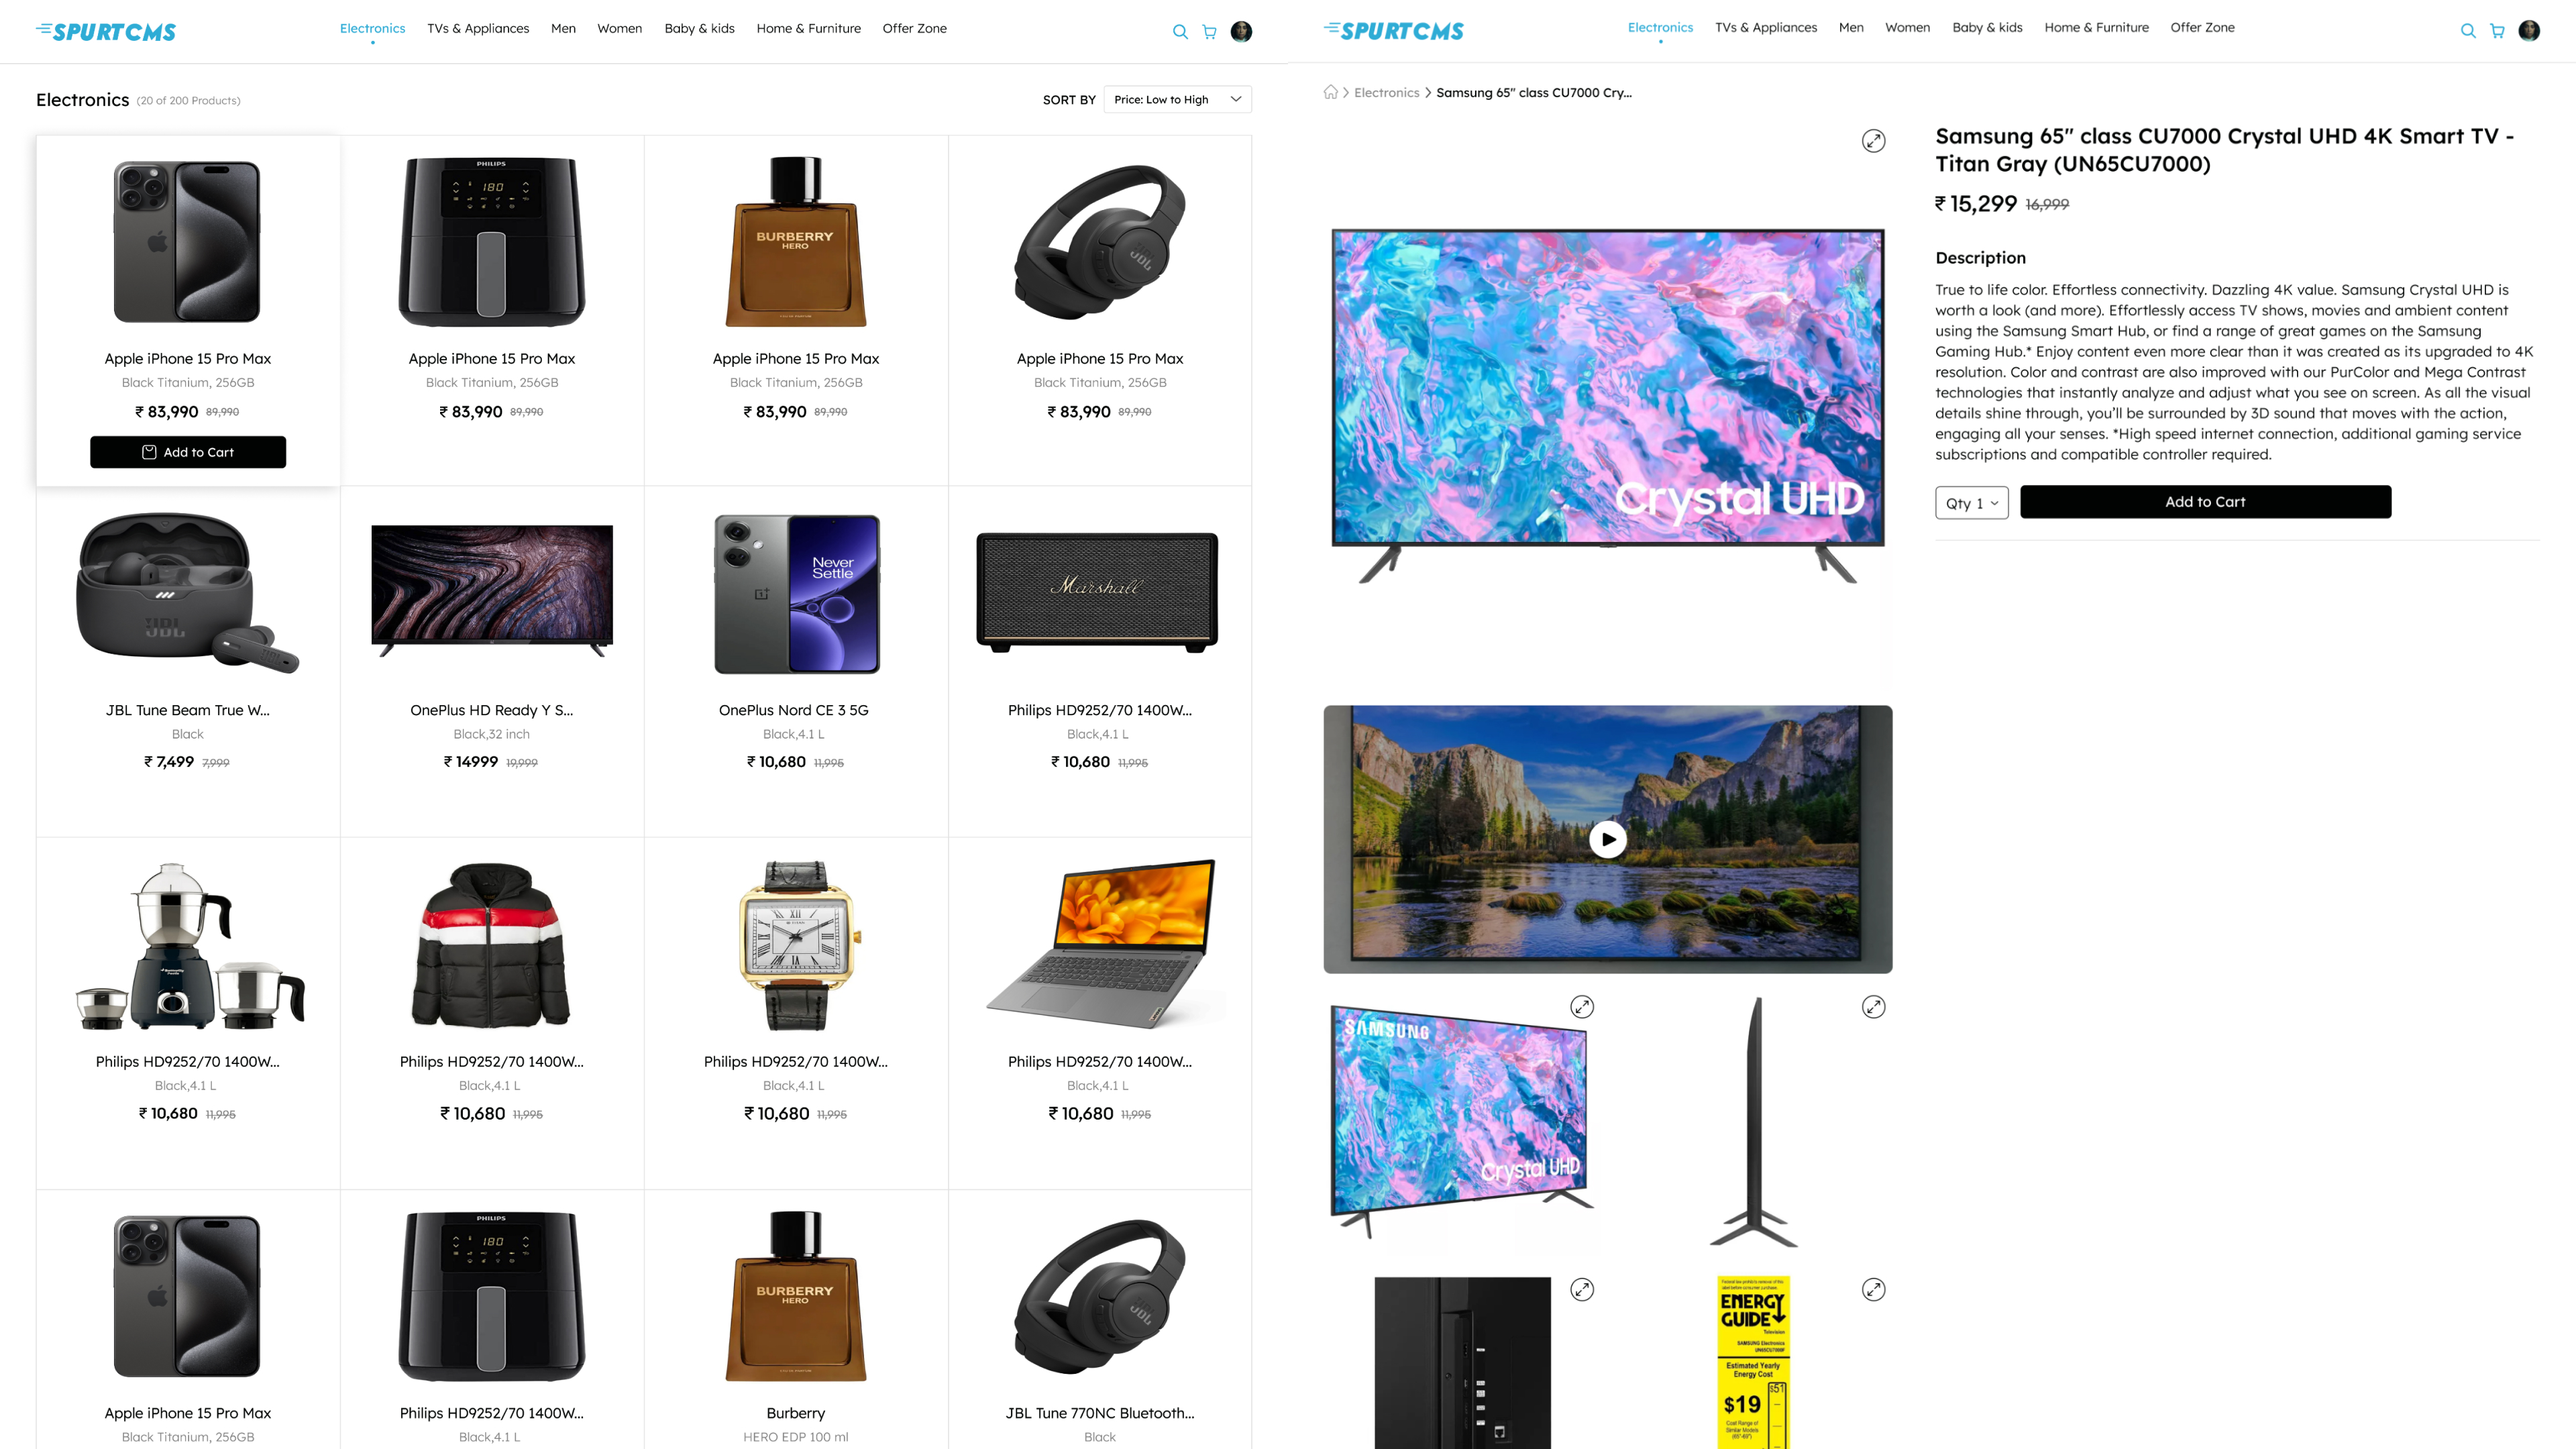 SPURTCMS
Electronics TVs & Appliances Men Women Baby & kids Home & Furniture Offer Zone
Electronics (20 of 200 Products)
SORT BY Price: Low to High
PHILIPS
180
BURBERRY
HERO
JBL
Apple iPhone 15 Pro Max
Black Titanium, 256GB
₹ 83,990 89,990
Add to Cart
Apple iPhone 15 Pro Max
Black Titanium, 256GB
₹ 83,990 89,990
Apple iPhone 15 Pro Max
Black Titanium, 256GB
₹ 83,990 89,990
Apple iPhone 15 Pro Max
Black Titanium, 256GB
₹ 83,990 89,990
JBL
Never
Settle
Marshall
JBL Tune Beam True W...
Black
₹ 7,499 7,999
OnePlus HD Ready Y S...
Black,32 inch
₹ 14999 19,999
OnePlus Nord CE 3 5G
Black,4.1 L
₹ 10,680 11,995
Philips HD9252/70 1400W...
Black,4.1 L
₹ 10,680 11,995
Philips HD9252/70 1400W...
Black,4.1 L
₹ 10,680 11,995
Philips HD9252/70 1400W...
Black,4.1 L
₹ 10,680 11,995
Philips HD9252/70 1400W...
Black,4.1 L
₹ 10,680 11,995
Philips HD9252/70 1400W...
Black,4.1 L
₹ 10,680 11,995
PHILIPS
180
BURBERRY
HERO
JBL
Apple iPhone 15 Pro Max
Black Titanium, 256GB
Philips HD9252/70 1400W...
Black,4.1 L
Burberry
HERO EDP 100 ml
JBL Tune 770NC Bluetooth...
Black
SPURTCMS
Electronics TVs & Appliances Men Women Baby & kids Home & Furniture Offer Zone
Electronics Samsung 65" class CU7000 Cry...
Crystal UHD
Samsung 65" class CU7000 Crystal UHD 4K Smart TV -
Titan Gray (UN65CU7000)
₹ 15,299 16,999
Description
True to life color. Effortless connectivity. Dazzling 4K value. Samsung Crystal UHD is
worth a look (and more). Effortlessly access TV shows, movies and ambient content
using the Samsung Smart Hub, or find a range of great games on the Samsung
Gaming Hub.* Enjoy content even more clear than it was created as its upgraded to 4K
resolution. Color and contrast are also improved with our PurColor and Mega Contrast
technologies that instantly analyze and adjust what you see on screen. As all the visual
details shine through, you'll be surrounded by 3D sound that moves with the action,
engaging all your senses. *High speed internet connection, additional gaming service
subscriptions and compatible controller required.
Qty 1
Add to Cart
SAMSUNG
Crystal UHD
ENERGY
GUIDE
Television
SAMSUNG Electronics
UN65CU7000F
Estimated Yearly
Energy Cost
$19
$51
Cost Range of
Similar Models